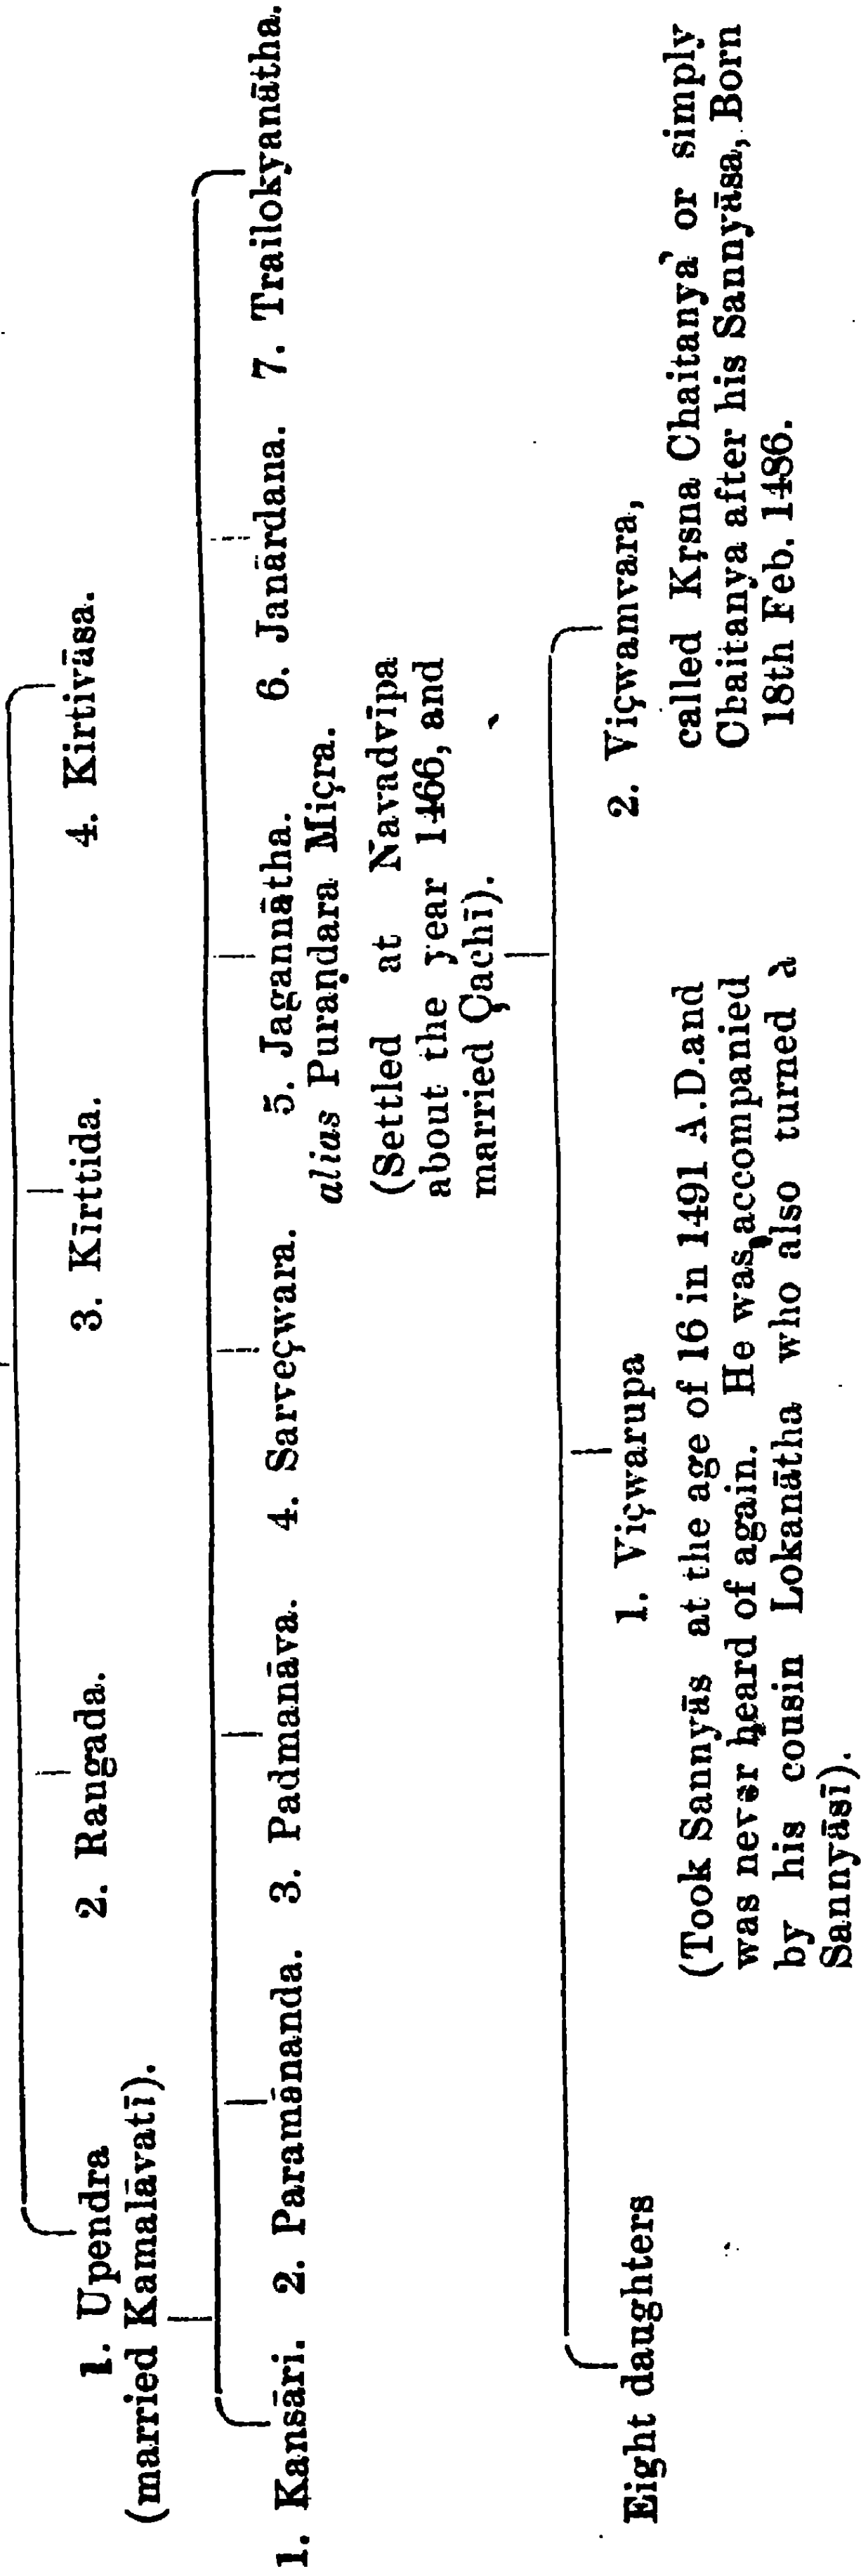 1. Upendra
(married Kamalāvatī).
2. Rangada.
3. Kīrttida.
4. Kirtivāsa.
1. Kansāri. 2. Paramānanda. 3. Padmanāva. 4. Sarveçwara. 5. Jagannātha. 6. Janārdana. 7. Trailokyanātha.
alias Purandara Miçra.
(Settled at Navadvīpa
about the year 1466, and
married Çachī).
Eight daughters
1. Viçwarupa
(Took Sannyās at the age of 16 in 1491 A.D. and
was never heard of again. He was accompanied
by his cousin Lokanātha who also turned a
Sannyāsī).
2. Viçwamvara,
called Kṛsna Chaitanya' or simply
Chaitanya after his Sannyāsa, Born
18th Feb. 1486.